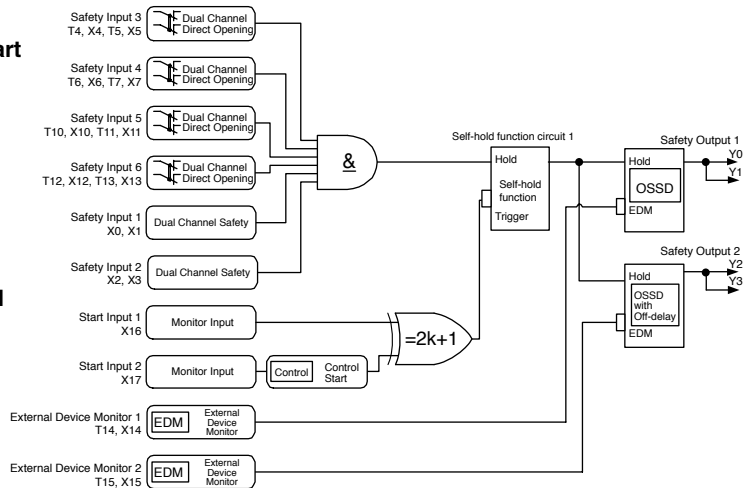 art
l
Safety Input 3
T4, X4, T5, X5
Dual Channel
Direct Opening
Safety Input 4
T6, X6, T7, X7
Dual Channel
Direct Opening
Safety Input 5
T10, X10, T11, X11
Dual Channel
Direct Opening
Safety Input 6
T12, X12, T13, X13
Dual Channel
Direct Opening
Safety Input 1
X0, X1
Dual Channel Safety
Safety Input 2
X2, X3
Dual Channel Safety
Start Input 1
X16
Monitor Input
Start Input 2
X17
Monitor Input
Control
Control
Start
External Device Monitor 1
T14, X14
EDM
External
Device
Monitor
External Device Monitor 2
T15, X15
EDM
External
Device
Monitor
&
=2k+1
Self-hold function circuit 1
Hold
Self-hold
function
Trigger
Safety Output 1
Hold
OSSD
EDM
Y0
Y1
Safety Output 2
Hold
OSSD
with
Off-delay
EDM
Y2
Y3